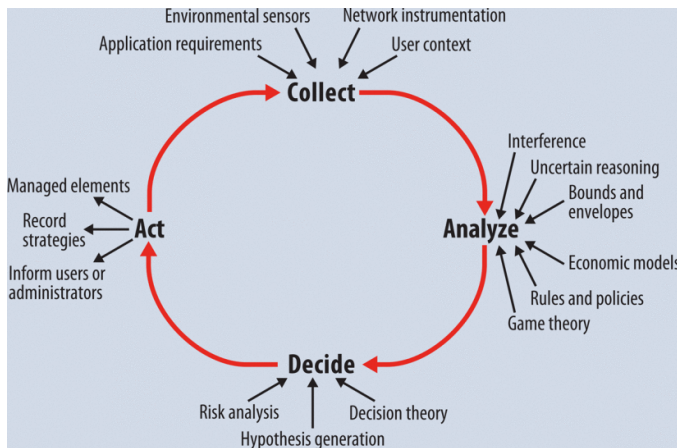 Environmental sensors
Network instrumentation
Application requirements
User context
Collect
Interference
Uncertain reasoning
Bounds and
envelopes
Analyze
Economic models
Rules and policies
Game theory
Managed elements
Record
strategies
Act
Inform users or
administrators
Decide
Risk analysis
Decision theory
Hypothesis generation